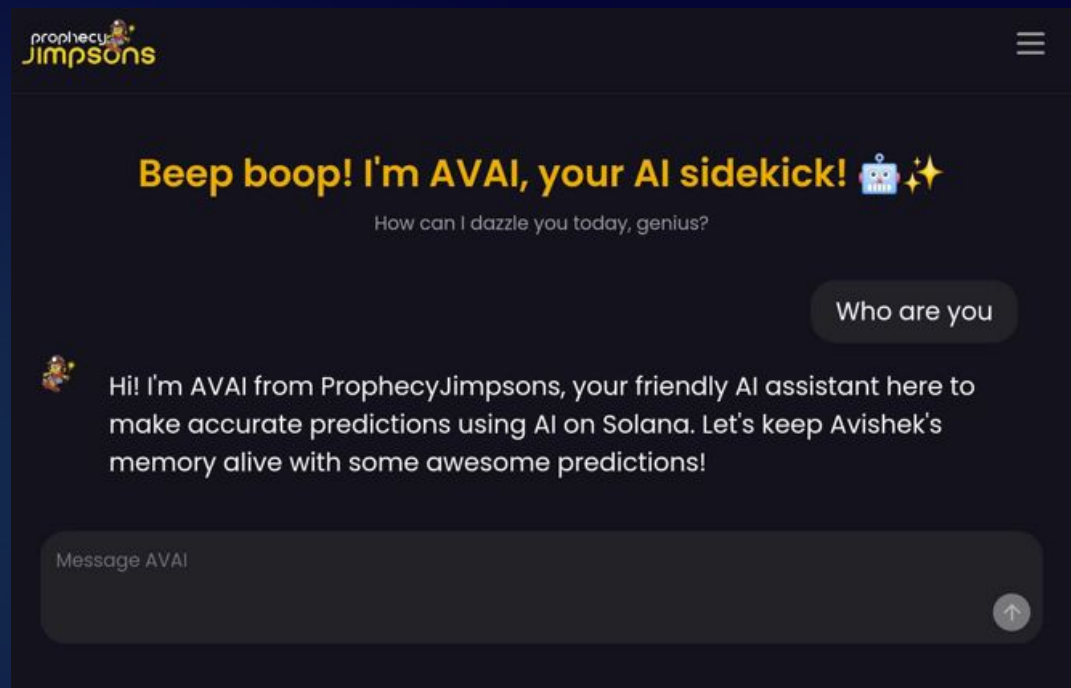 prophecy
Jimpsons
Beep boop! I'm AVAI, your AI sidekick! 🤖✨
How can I dazzle you today, genius?
Who are you
Hi! I'm AVAI from ProphecyJimpsons, your friendly AI assistant here to
make accurate predictions using AI on Solana. Let's keep Avishek's
memory alive with some awesome predictions!
Message AVAI